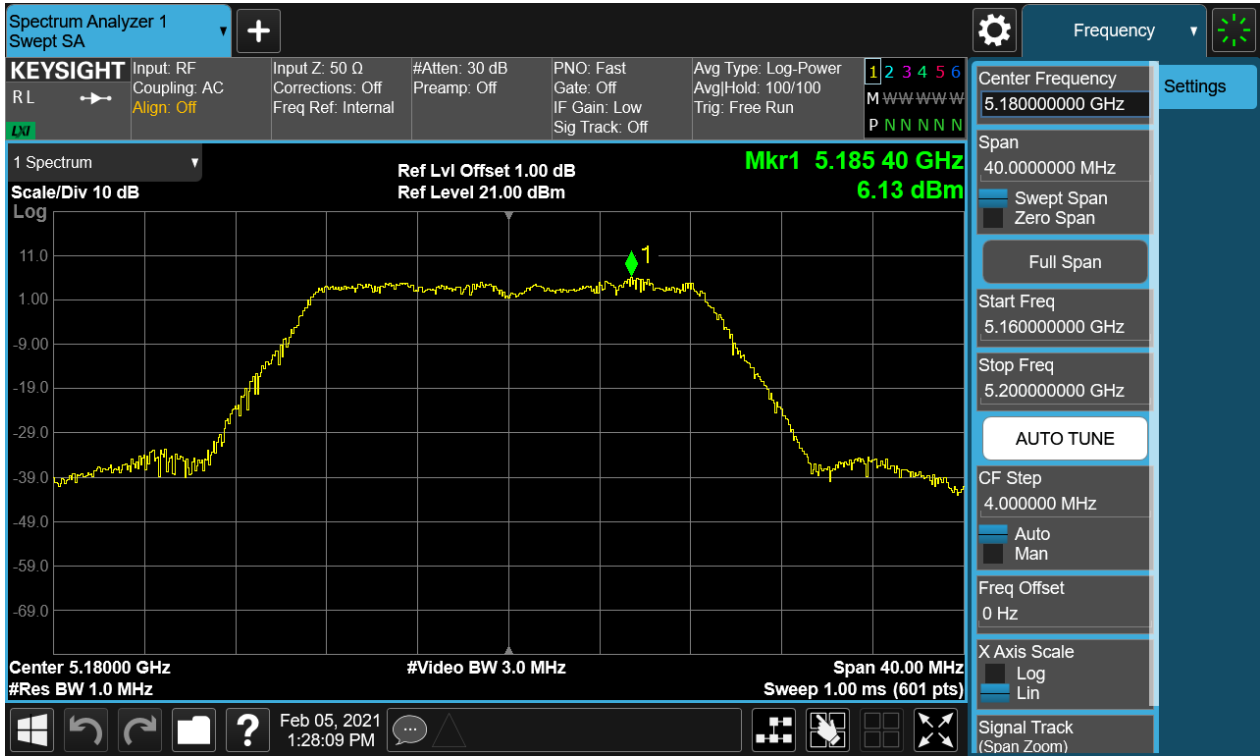 Spectrum Analyzer 1
Swept SA
Frequency
KEYSIGHT
R L
LXI
Input: RF
Coupling: AC
Align: Off
Input Z: 50 Ω
Corrections: Off
Freq Ref: Internal
#Atten: 30 dB
Preamp: Off
PNO: Fast
Gate: Off
IF Gain: Low
Sig Track: Off
Avg Type: Log-Power
Avg|Hold: 100/100
Trig: Free Run
1 2 3 4 5 6
M W W W W W
P N N N N N
1 Spectrum
Scale/Div 10 dB
Log
Ref Lvl Offset 1.00 dB
Ref Level 21.00 dBm
Mkr1 5.185 40 GHz
6.13 dBm
1
11.0
1.00
-9.00
-19.0
-29.0
-39.0
-49.0
-59.0
-69.0
Center 5.18000 GHz
#Res BW 1.0 MHz
#Video BW 3.0 MHz
Span 40.00 MHz
Sweep 1.00 ms (601 pts)
Center Frequency
5.180000000 GHz
Span
40.0000000 MHz
Swept Span
Zero Span
Full Span
Start Freq
5.160000000 GHz
Stop Freq
5.200000000 GHz
AUTO TUNE
CF Step
4.000000 MHz
Auto
Man
Freq Offset
0 Hz
X Axis Scale
Log
Lin
Signal Track
(Span Zoom)
Settings
?
Feb 05, 2021
1:28:09 PM